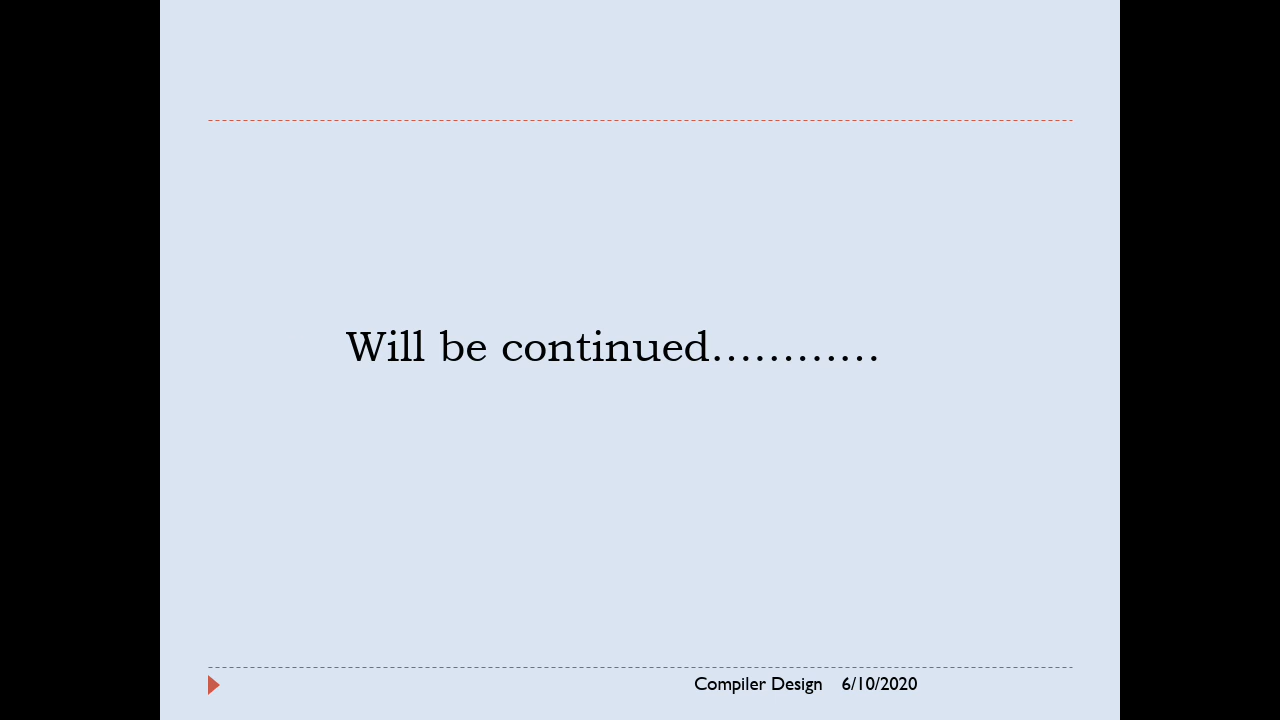 Will be continued............
Compiler Design 6/10/2020